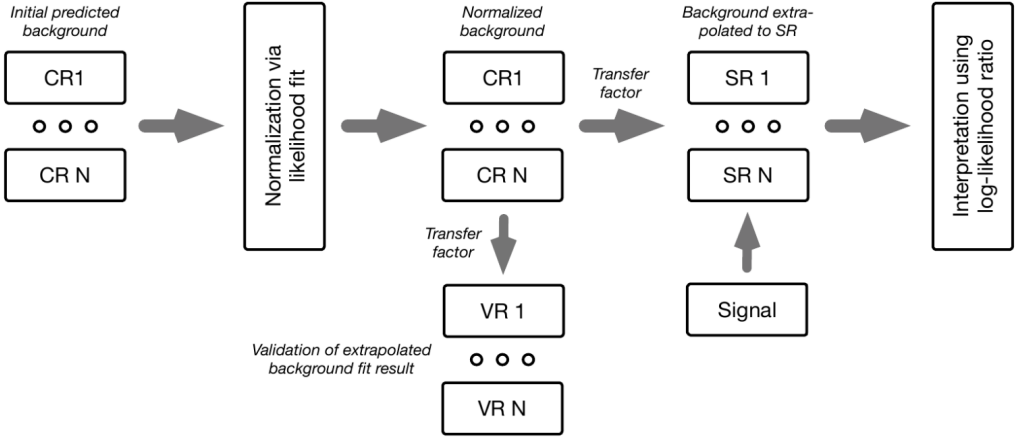 Initial predicted
background
CR1
CR N
Normalization via
likelihood fit
Normalized
background
CR1
CR N
Transfer
factor
Transfer
factor
Background extra-
polated to SR
SR 1
SR N
Signal
Interpretation using
log-likelihood ratio
VR 1
Validation of extrapolated
background fit result
VR N